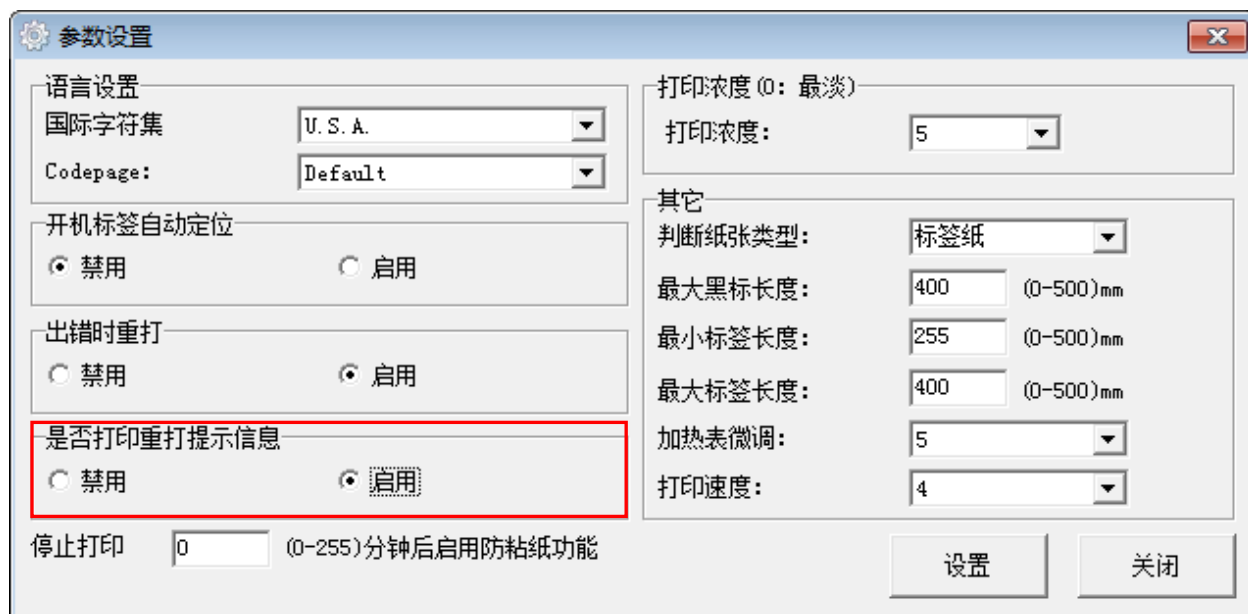 参数设置
语言设置
国际字符集 U.S.A.
Codepage: Default
开机标签自动定位
禁用 启用
出错时重打
禁用 启用
是否打印重打提示信息
禁用 启用
停止打印 0 (0-255)分钟后启用防粘纸功能
打印浓度(0: 最淡)
打印浓度: 5
其它
判断纸张类型: 标签纸
最大黑标长度: 400 (0-500)mm
最小标签长度: 255 (0-500)mm
最大标签长度: 400 (0-500)mm
加热表微调: 5
打印速度: 4
设置 关闭